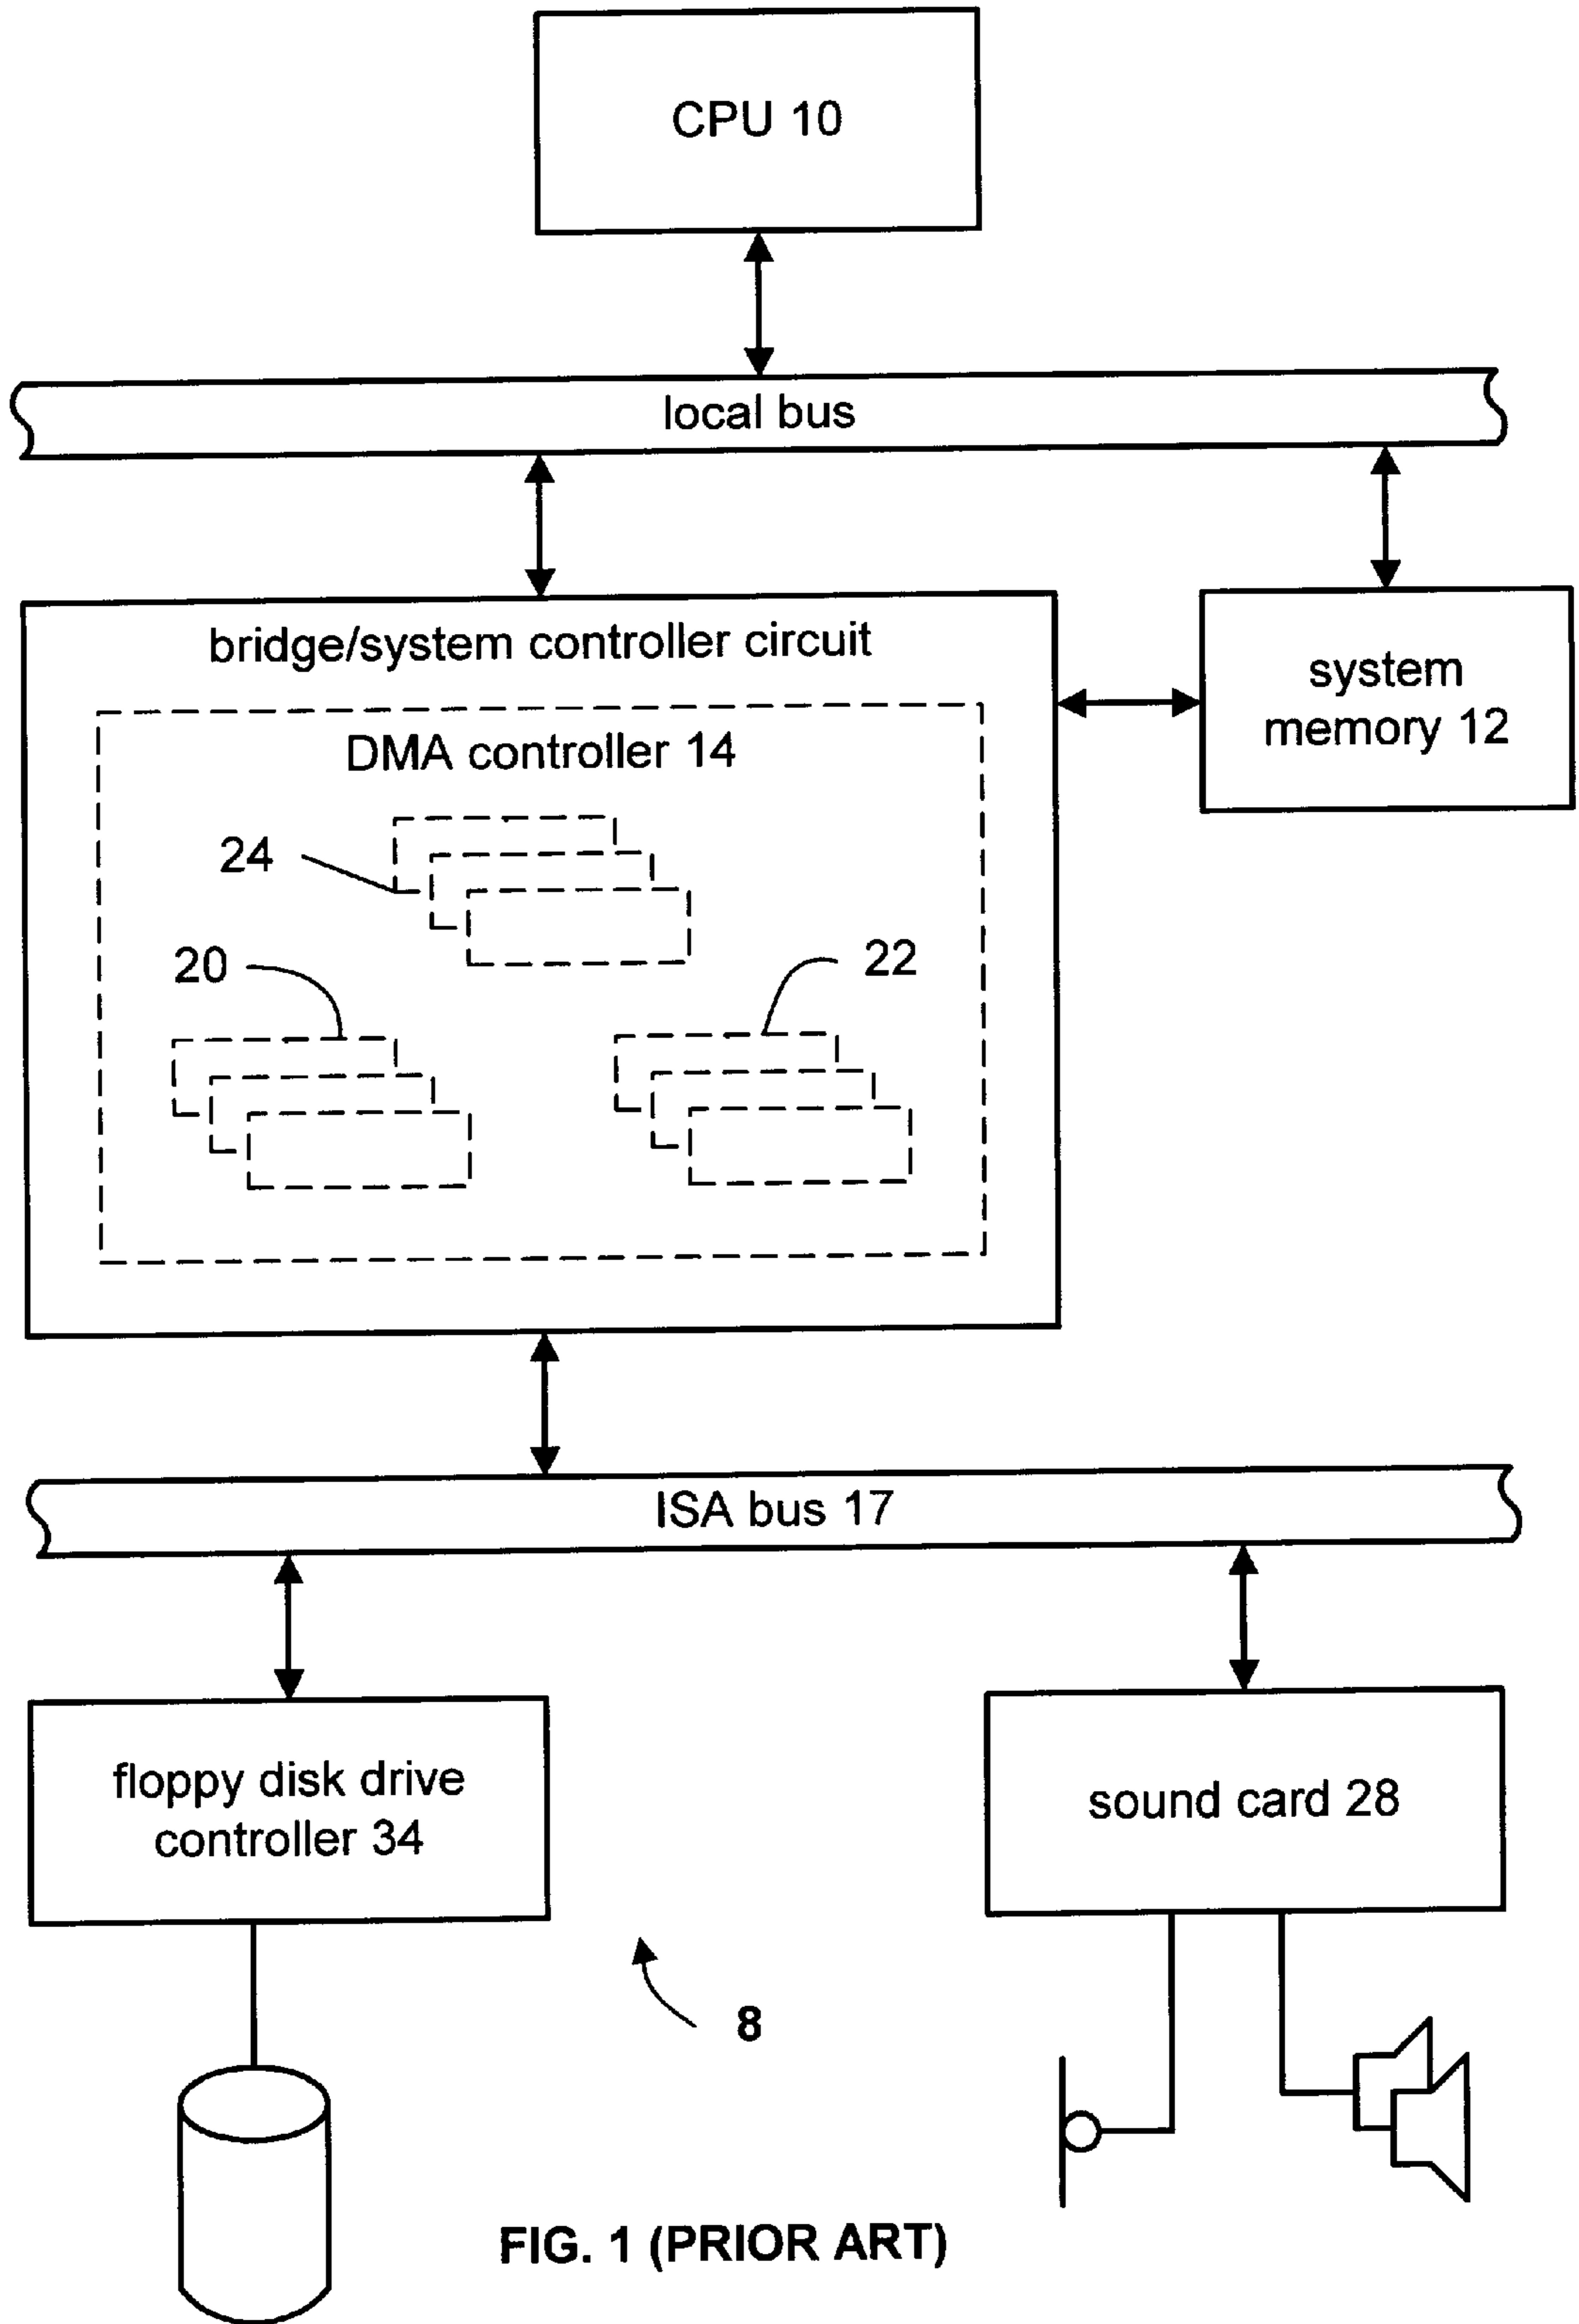 CPU 10
local bus
bridge/system controller circuit
system
memory 12
DMA controller 14
24
20
22
ISA bus 17
floppy disk drive
controller 34
sound card 28
8
FIG. 1 (PRIOR ART)